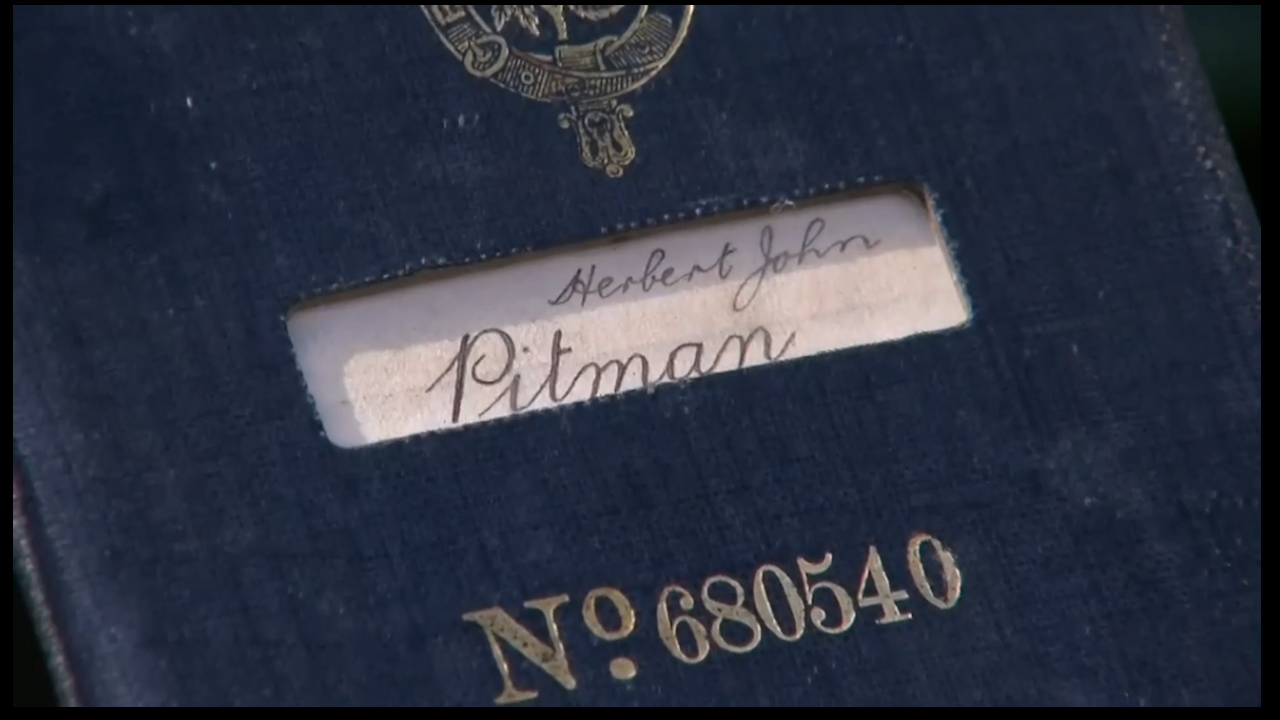 Herbert John
Pitman
Nº 680540